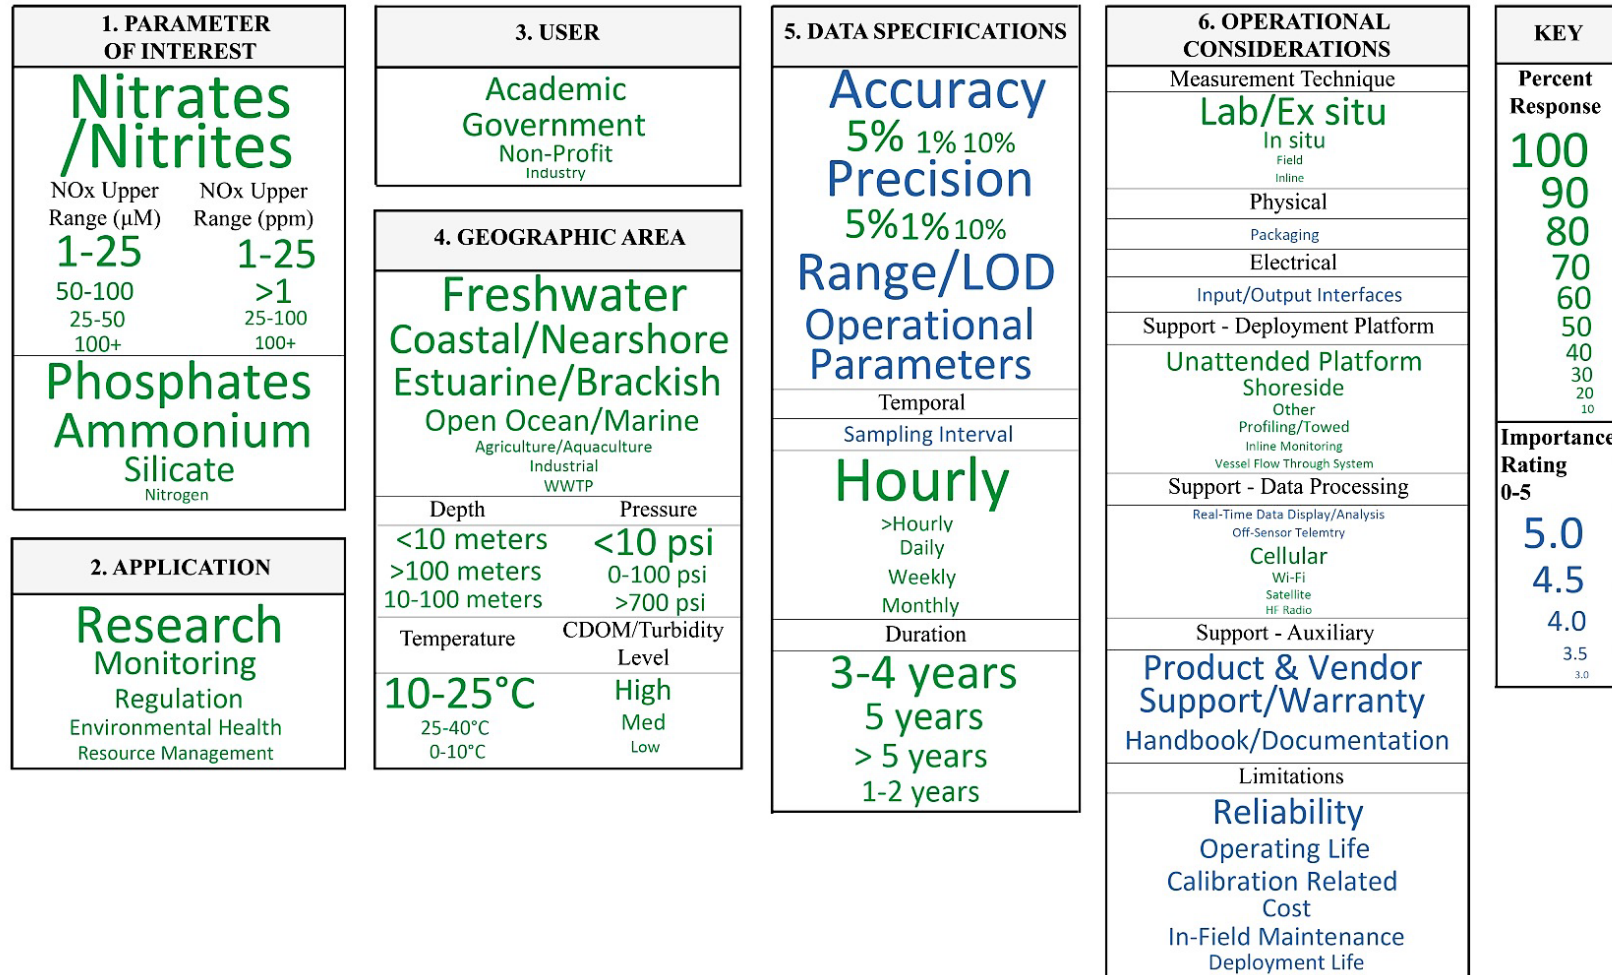 1. PARAMETER
OF INTEREST
Nitrates
/Nitrites
NOx Upper
Range (µM)
NOx Upper
Range (ppm)
1-25
50-100
25-50
100+
1-25
>1
25-100
100+
Phosphates
Ammonium
Silicate
Nitrogen
2. APPLICATION
Research
Monitoring
Regulation
Environmental Health
Resource Management
3. USER
Academic
Government
Non-Profit
Industry
4. GEOGRAPHIC AREA
Freshwater
Coastal/Nearshore
Estuarine/Brackish
Open Ocean/Marine
Agriculture/Aquaculture
Industrial
WWTP
Depth
<10 meters
>100 meters
10-100 meters
Pressure
<10 psi
0-100 psi
>700 psi
Temperature
10-25°C
25-40°C
0-10°C
CDOM/Turbidity
Level
High
Med
Low
5. DATA SPECIFICATIONS
Accuracy
5% 1% 10%
Precision
5% 1% 10%
Range/LOD
Operational
Parameters
Temporal
Sampling Interval
Hourly
>Hourly
Daily
Weekly
Monthly
Duration
3-4 years
5 years
> 5 years
1-2 years
6. OPERATIONAL
CONSIDERATIONS
Measurement Technique
Lab/Ex situ
In situ
Field
Inline
Physical
Packaging
Electrical
Input/Output Interfaces
Support - Deployment Platform
Unattended Platform
Shoreside
Other
Profiling/Towed
Inline Monitoring
Vessel Flow Through System
Support - Data Processing
Real-Time Data Display/Analysis
Off-Sensor Telemtry
Cellular
Wi-Fi
Satellite
HF Radio
Support - Auxiliary
Product & Vendor
Support/Warranty
Handbook/Documentation
Limitations
Reliability
Operating Life
Calibration Related
Cost
In-Field Maintenance
Deployment Life
KEY
Percent
Response
100
90
80
70
60
50
40
30
20
10
Importance
Rating
0-5
5.0
4.5
4.0
3.5
3.0